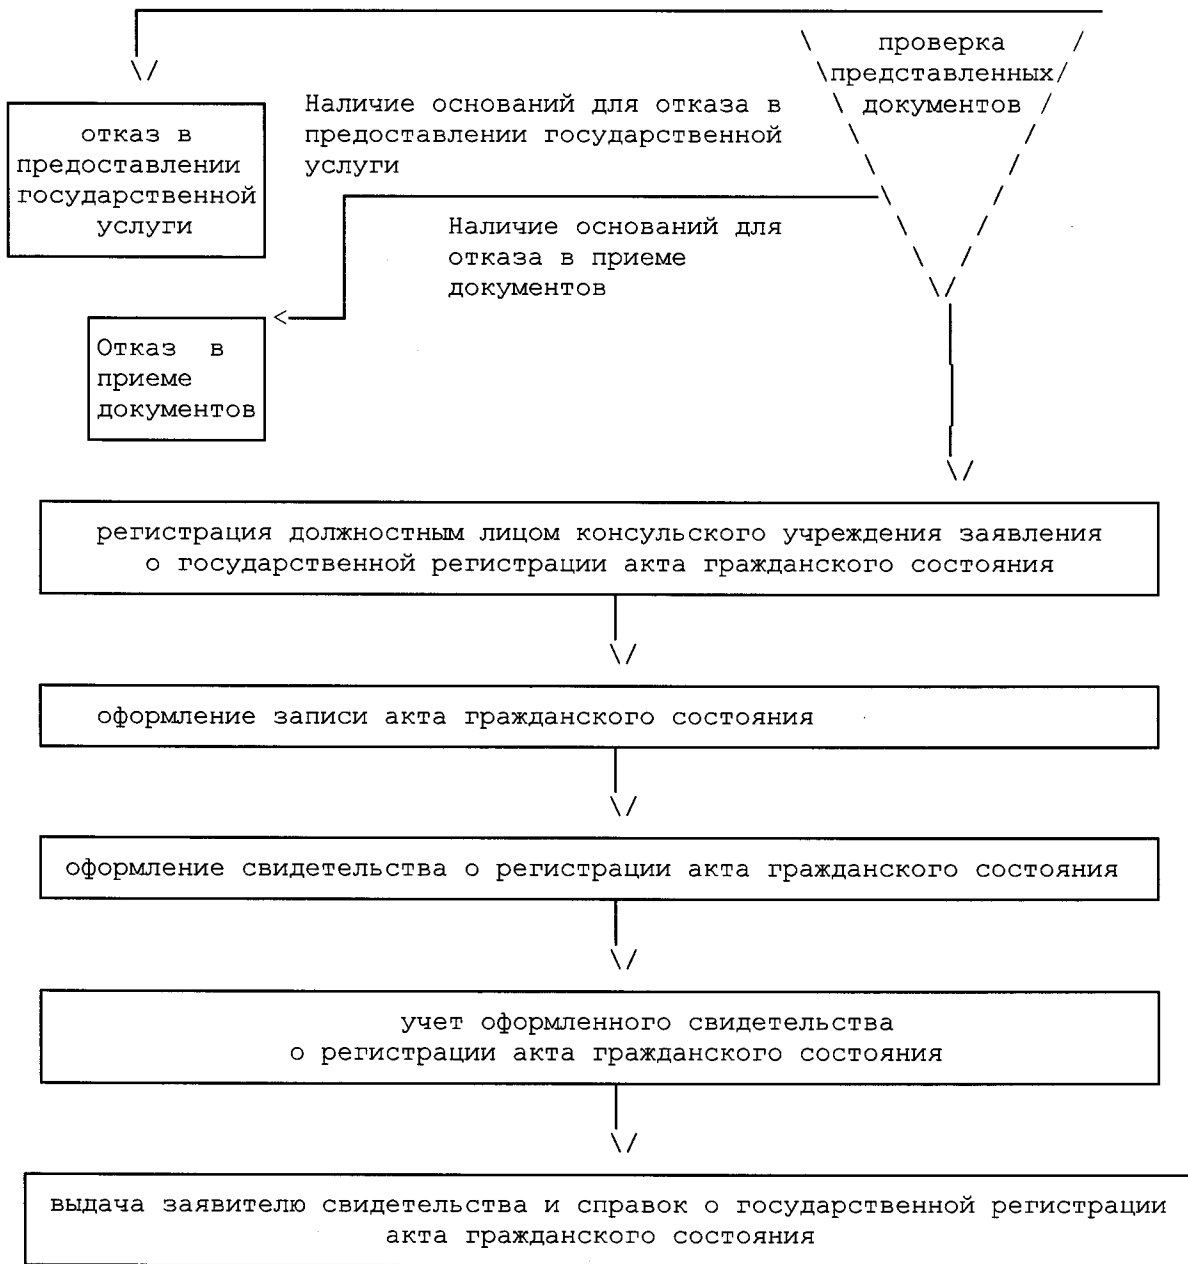 проверка
представленных
документов
отказ в
предоставлении
государственной
услуги
Наличие оснований для отказа в
предоставлении государственной
услуги
Наличие оснований для
отказа в приеме
документов
Отказ в
приеме
документов
регистрация должностным лицом консульского учреждения заявления
о государственной регистрации акта гражданского состояния
оформление записи акта гражданского состояния
оформление свидетельства о регистрации акта гражданского состояния
учет оформленного свидетельства
о регистрации акта гражданского состояния
выдача заявителю свидетельства и справок о государственной регистрации
акта гражданского состояния